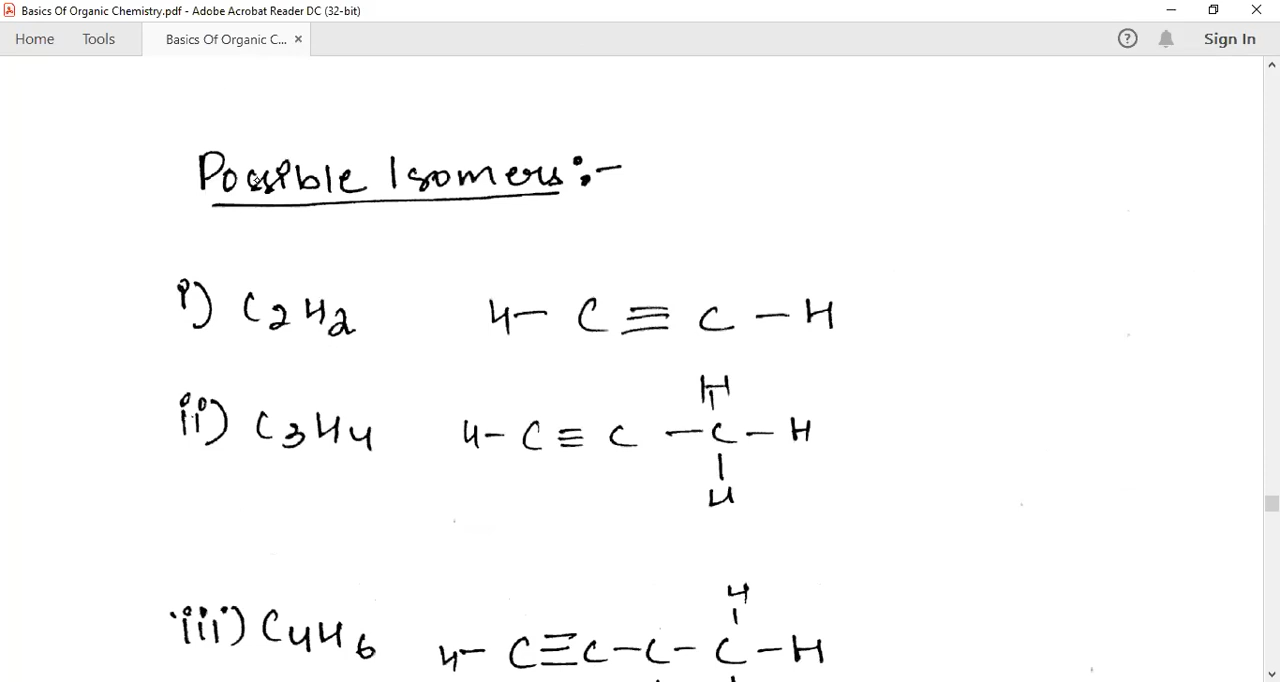 Basics Of Organic Chemistry.pdf - Adobe Acrobat Reader DC (32-bit)
Home Tools Basics Of Organic C... × ? Sign In
Possible Isomers:-
i) C2H2 H- C ≡ C - H
H
ii) C3H4 H- C ≡ C - C - H
H
H
iii) C4H6 H- C ≡ C - C - C - H